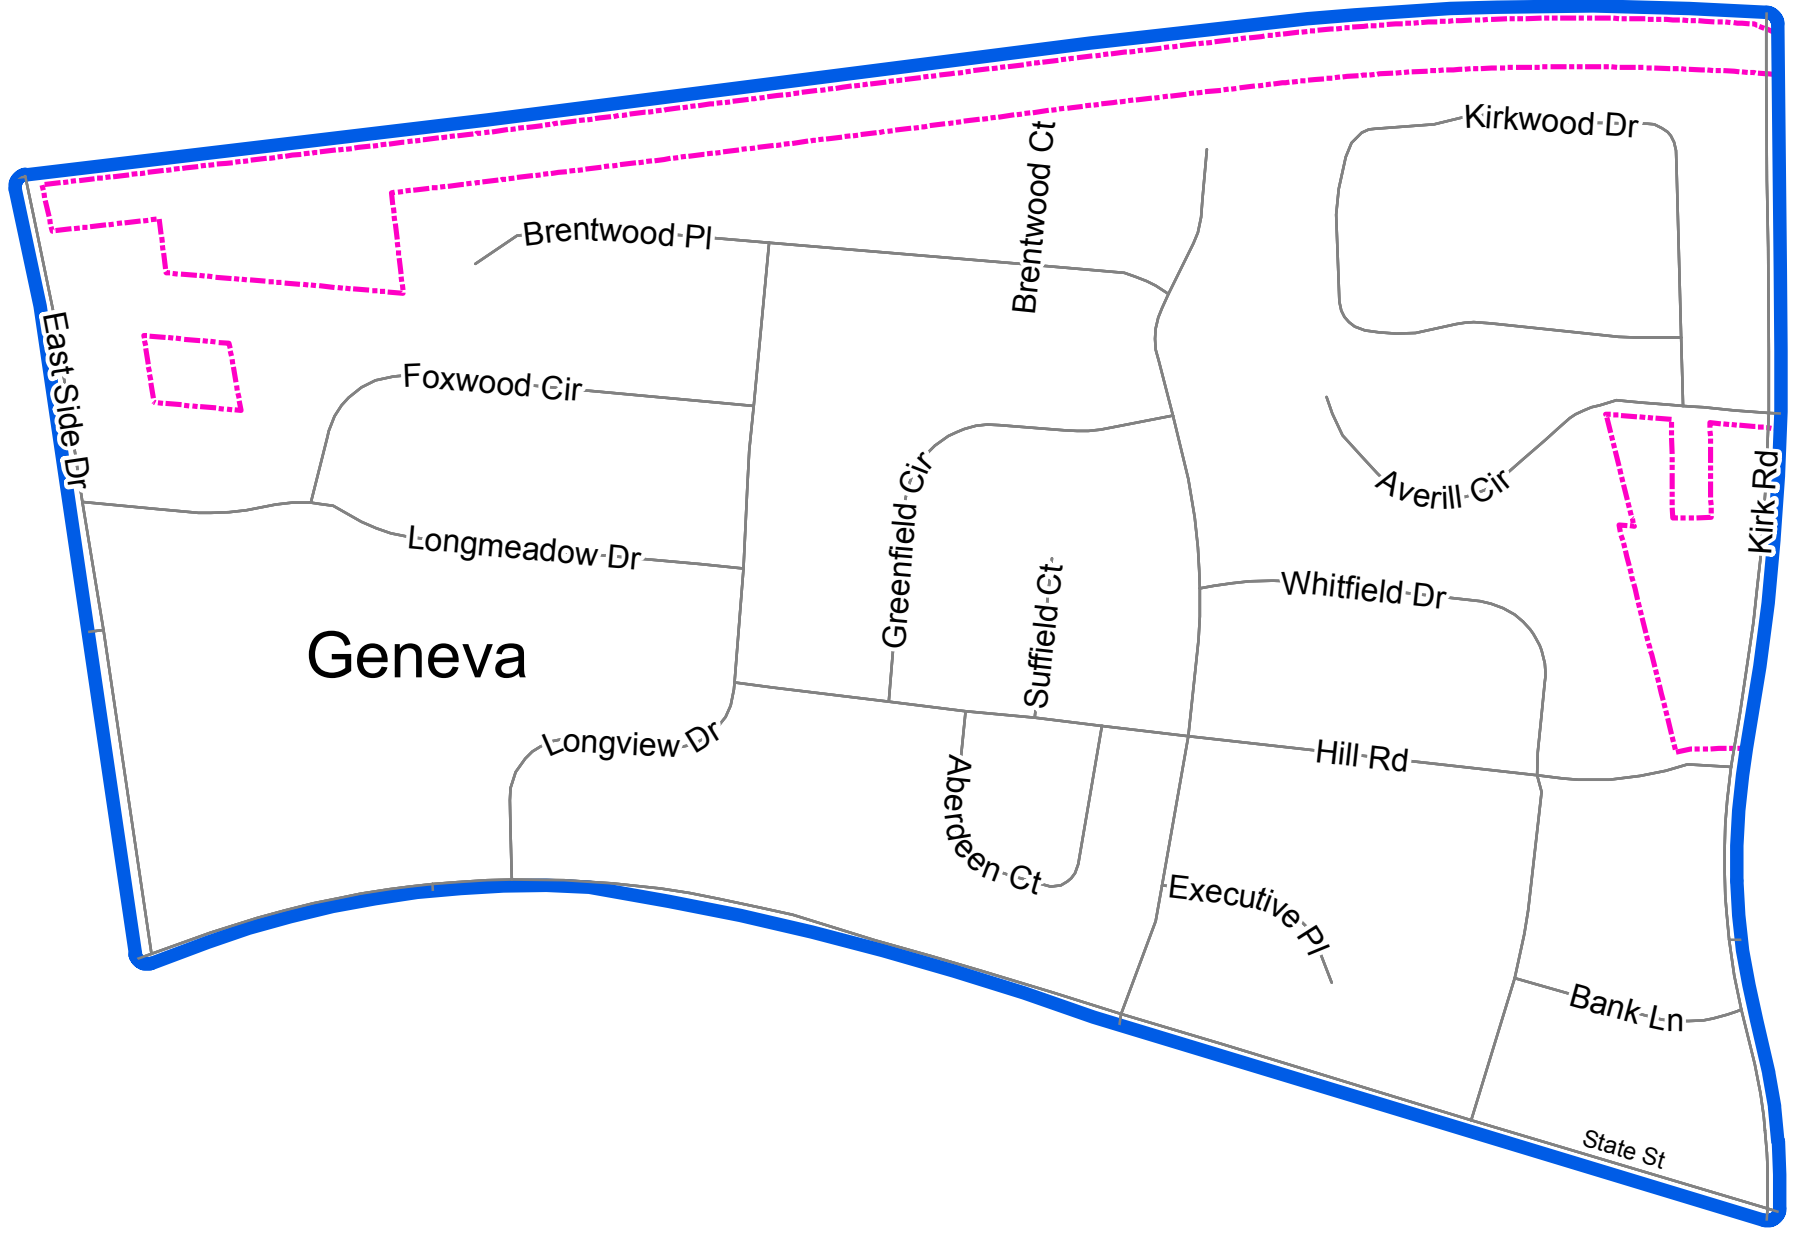 Kirkwood Dr
Brentwood Ct
Brentwood Pl
East Side Dr
Foxwood Cir
Greenfield Cir
Averill Cir
Kirk Rd
Longmeadow Dr
Suffield Ct
Whitfield Dr
Geneva
Longview Dr
Hill Rd
Aberdeen Ct
Executive Pl
Bank Ln
State St